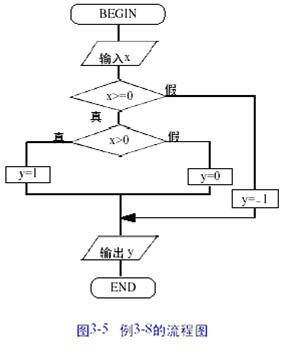 BEGIN
输入x
x>=0
假
真
x>0
真
假
y=1
y=0
y=-1
输出y
END
图3-5 例3-8的流程图